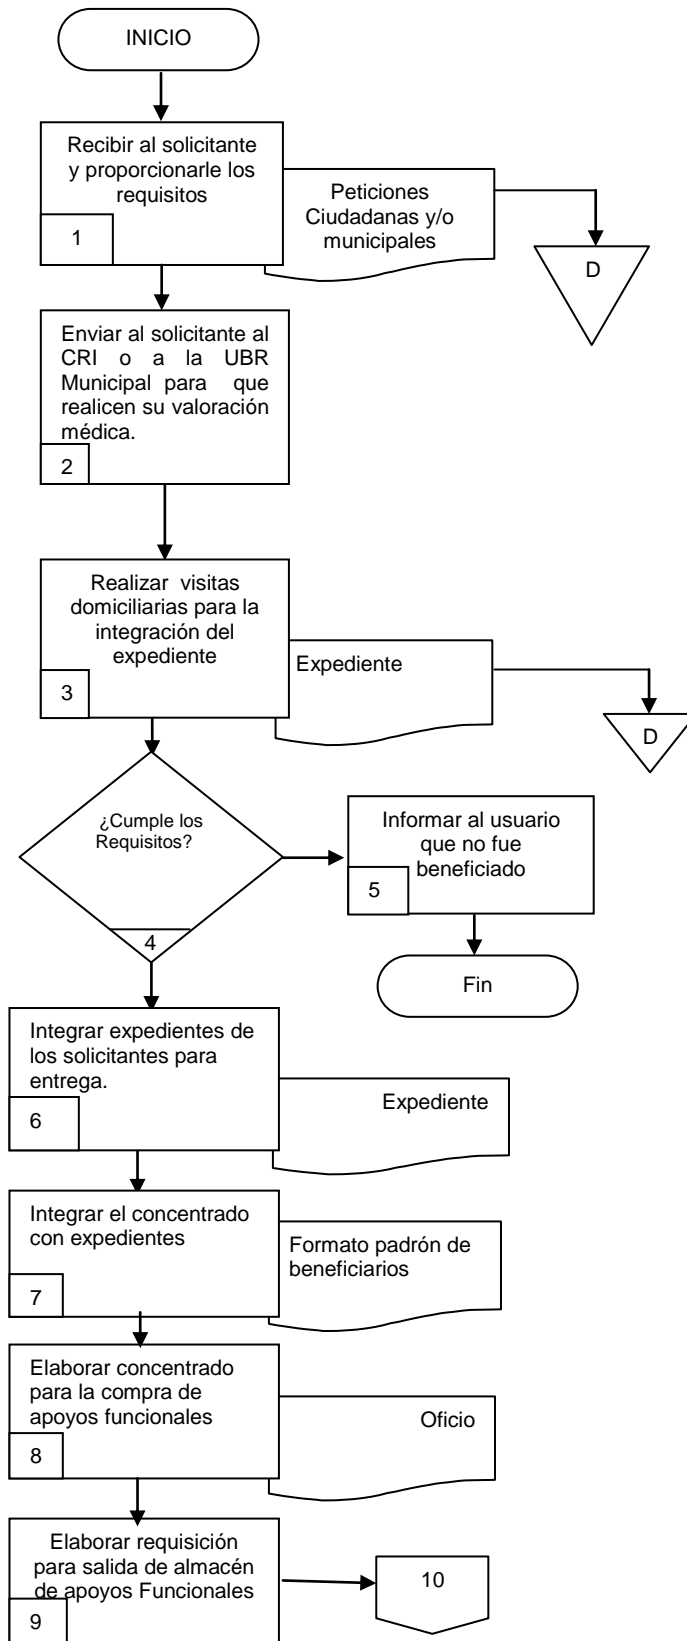 INICIO
Recibir al solicitante
y proporcionarle los
requisitos
1
Peticiones
Ciudadanas y/o
municipales
D
Enviar al solicitante al
CRI o a la UBR
Municipal para que
realicen su valoración
médica.
2
Realizar visitas
domiciliarias para la
integración del
expediente
3
Expediente
D
¿Cumple los
Requisitos?
4
Informar al usuario
que no fue
beneficiado
5
Fin
Integrar expedientes de
los solicitantes para
entrega.
6
Expediente
Integrar el concentrado
con expedientes
7
Formato padrón de
beneficiarios
Elaborar concentrado
para la compra de
apoyos funcionales
8
Oficio
Elaborar requisición
para salida de almacén
de apoyos Funcionales
9
10